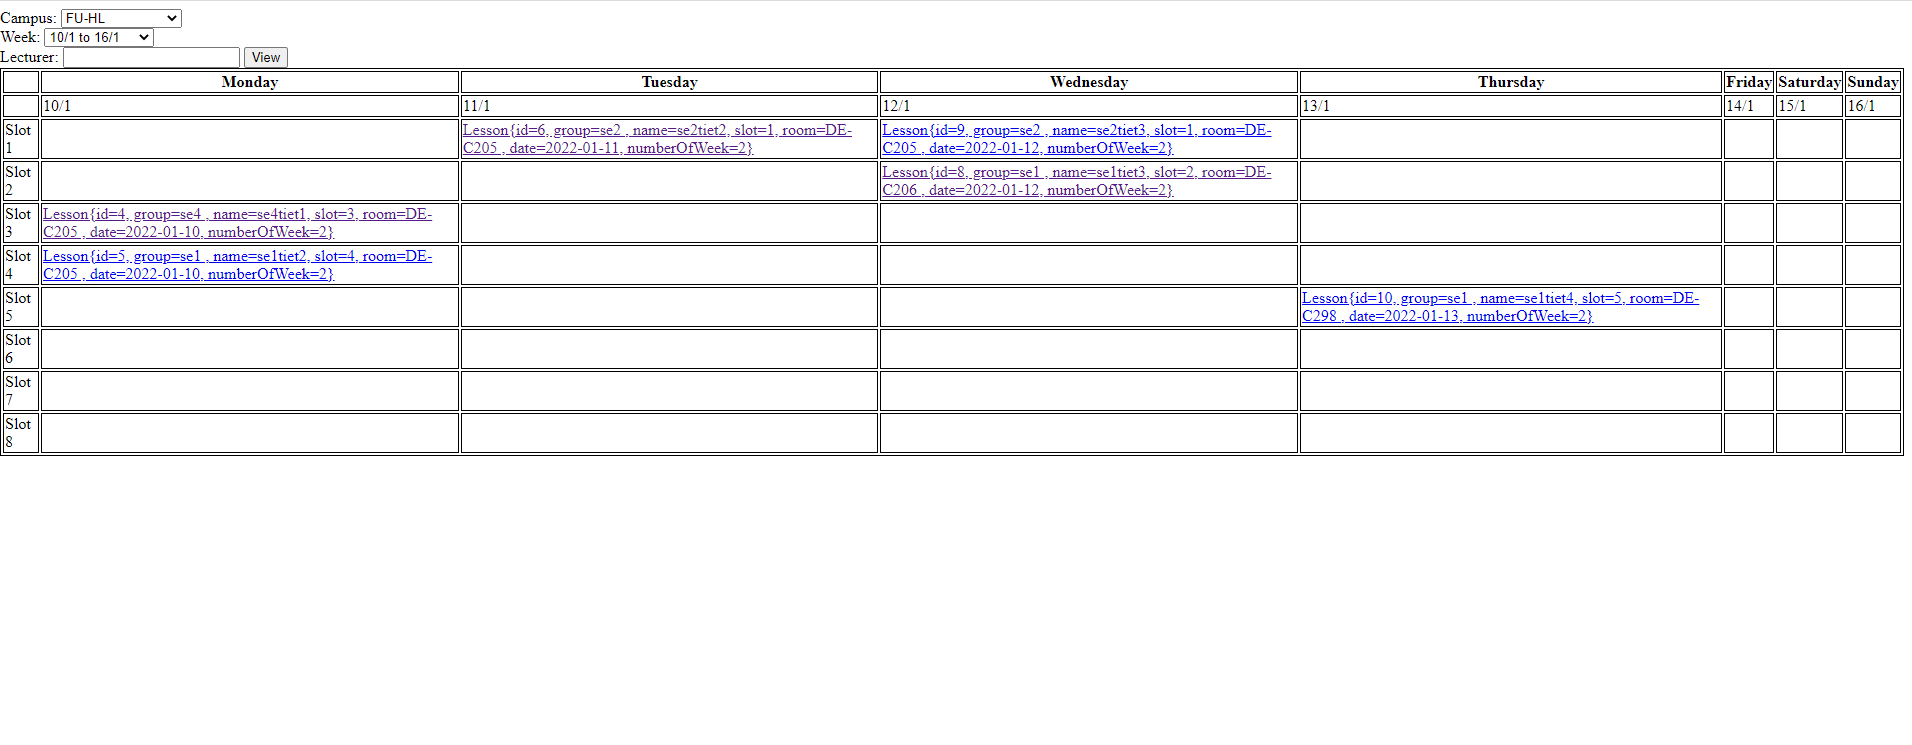 Campus: FU-HL
Week: 10/1 to 16/1
Lecturer: View
Monday Tuesday Wednesday Thursday Friday Saturday Sunday
10/1 11/1 12/1 13/1 14/1 15/1 16/1
Slot 1
Lesson{id=6, group=se2 , name=se2tiet2, slot=1, room=DE-
C205 , date=2022-01-11, numberOfWeek=2}
Lesson{id=9, group=se2 , name=se2tiet3, slot=1, room=DE-
C205 , date=2022-01-12, numberOfWeek=2}
Slot 2
Lesson{id=8, group=se1 , name=se1tiet3, slot=2, room=DE-
C206 , date=2022-01-12, numberOfWeek=2}
Slot 3
Lesson{id=4, group=se4 , name=se4tiet1, slot=3, room=DE-
C205 , date=2022-01-10, numberOfWeek=2}
Slot 4
Lesson{id=5, group=se1 , name=se1tiet2, slot=4, room=DE-
C205 , date=2022-01-10, numberOfWeek=2}
Slot 5
Lesson{id=10, group=se1 , name=se1tiet4, slot=5, room=DE-
C298 , date=2022-01-13, numberOfWeek=2}
Slot 6
Slot 7
Slot 8